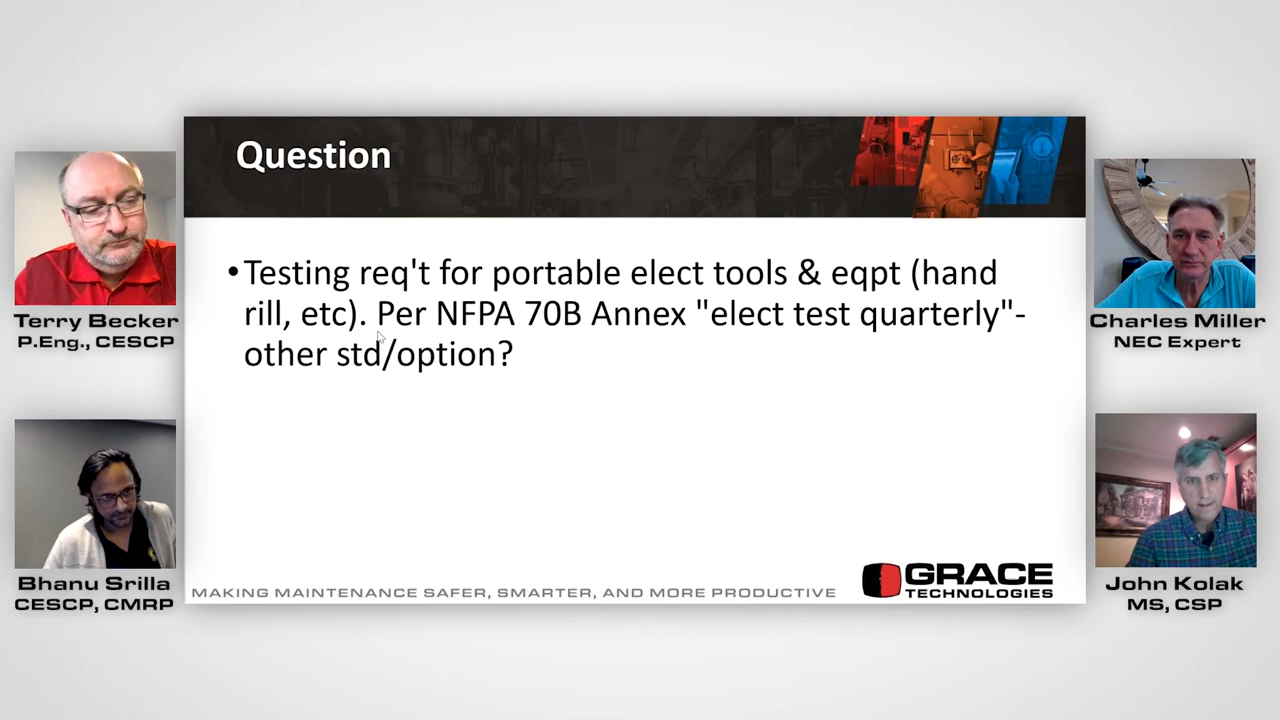 Question
•Testing req't for portable elect tools & eqpt (hand
rill, etc). Per NFPA 70B Annex "elect test quarterly"-
other std/option?
MAKING MAINTENANCE SAFER, SMARTER, AND MORE PRODUCTIVE
GRACE
TECHNOLOGIES
Terry Becker
P.Eng., CESCP
Bhanu Srilla
CESCP, CMRP
Charles Miller
NEC Expert
John Kolak
MS, CSP